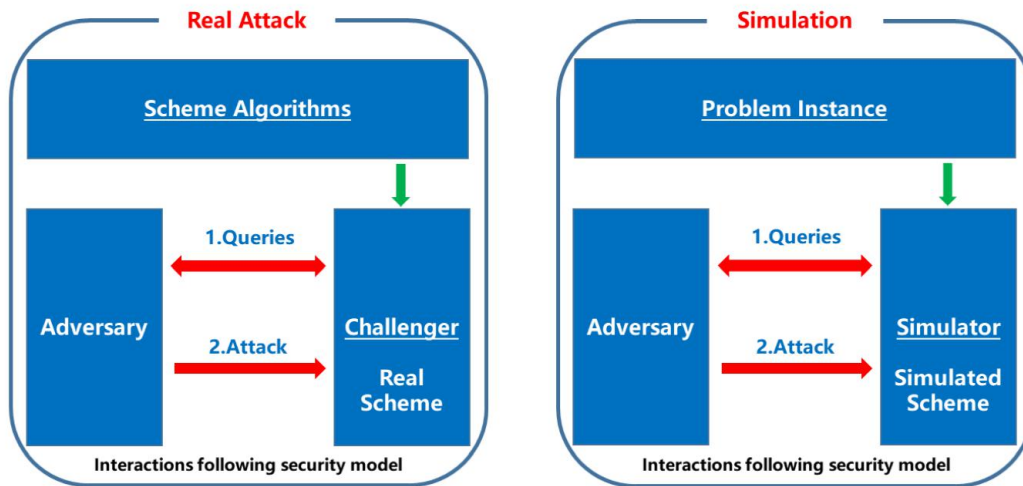 Real Attack
Scheme Algorithms
1.Queries
Adversary
Challenger
2.Attack
Real
Scheme
Interactions following security model
Simulation
Problem Instance
1.Queries
Adversary
Simulator
2.Attack
Simulated
Scheme
Interactions following security model